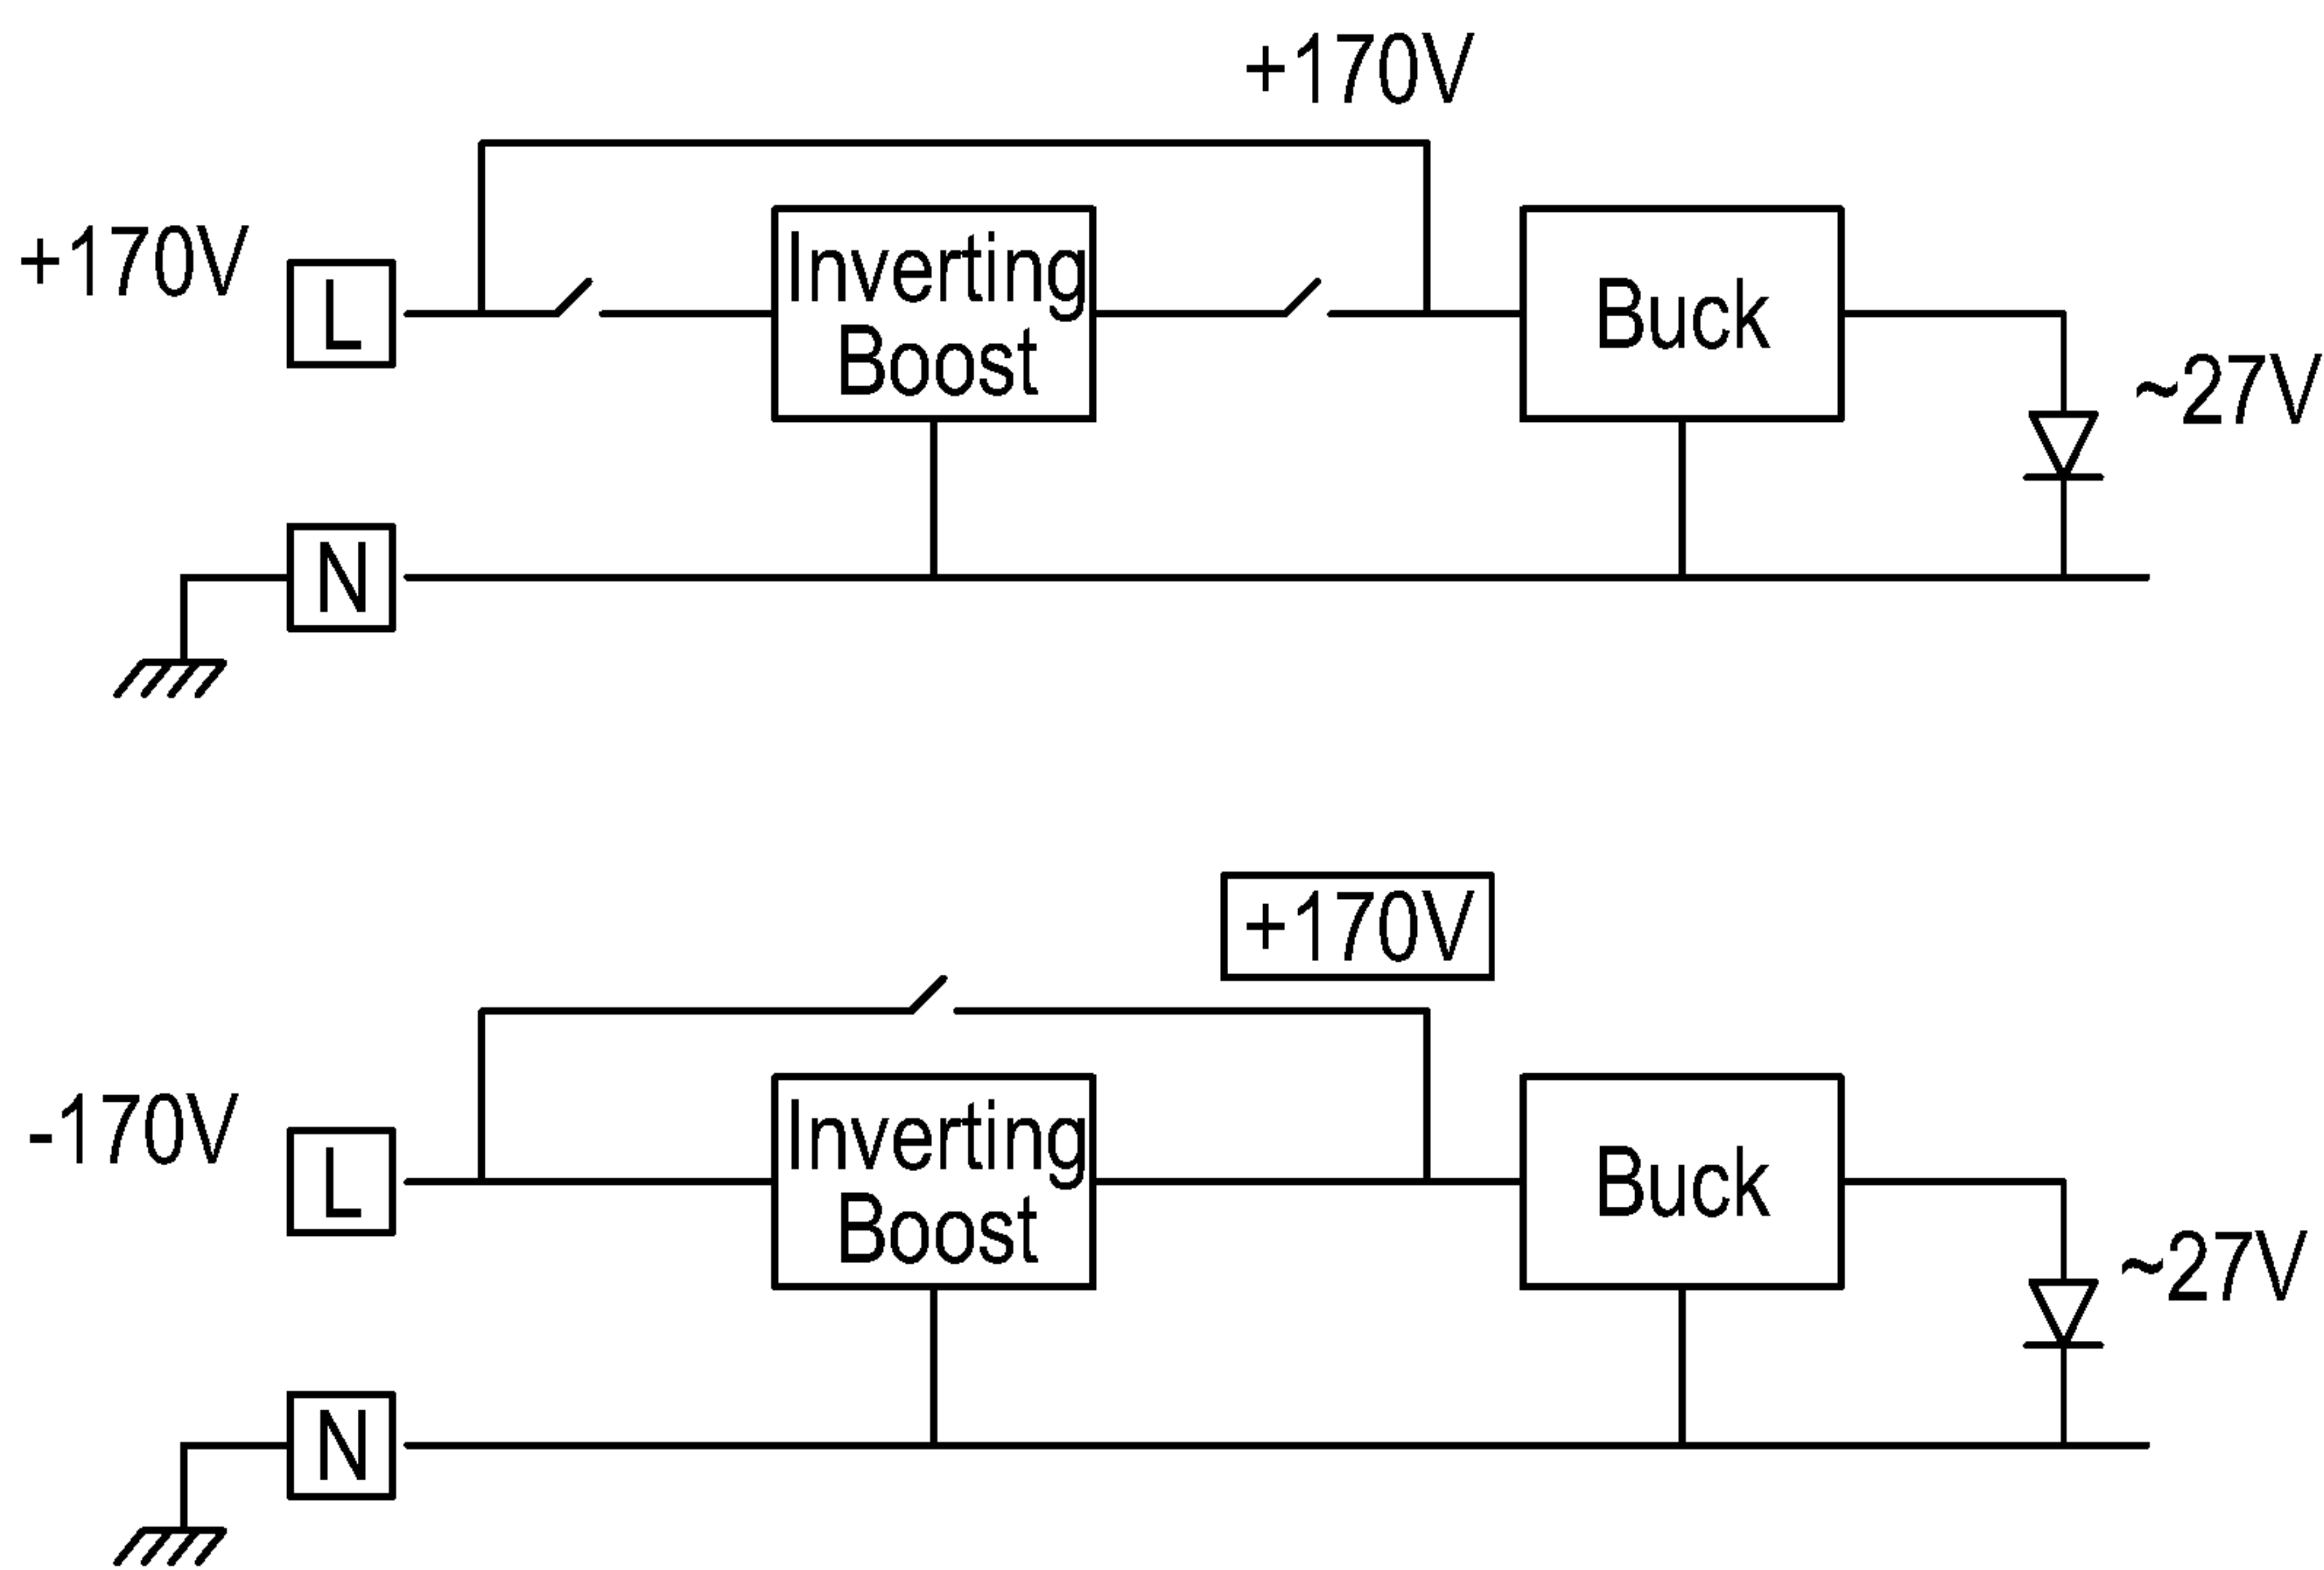 +170V
+170V
L
Inverting
Boost
Buck
~27V
N
+170V
-170V
L
Inverting
Boost
Buck
~27V
N